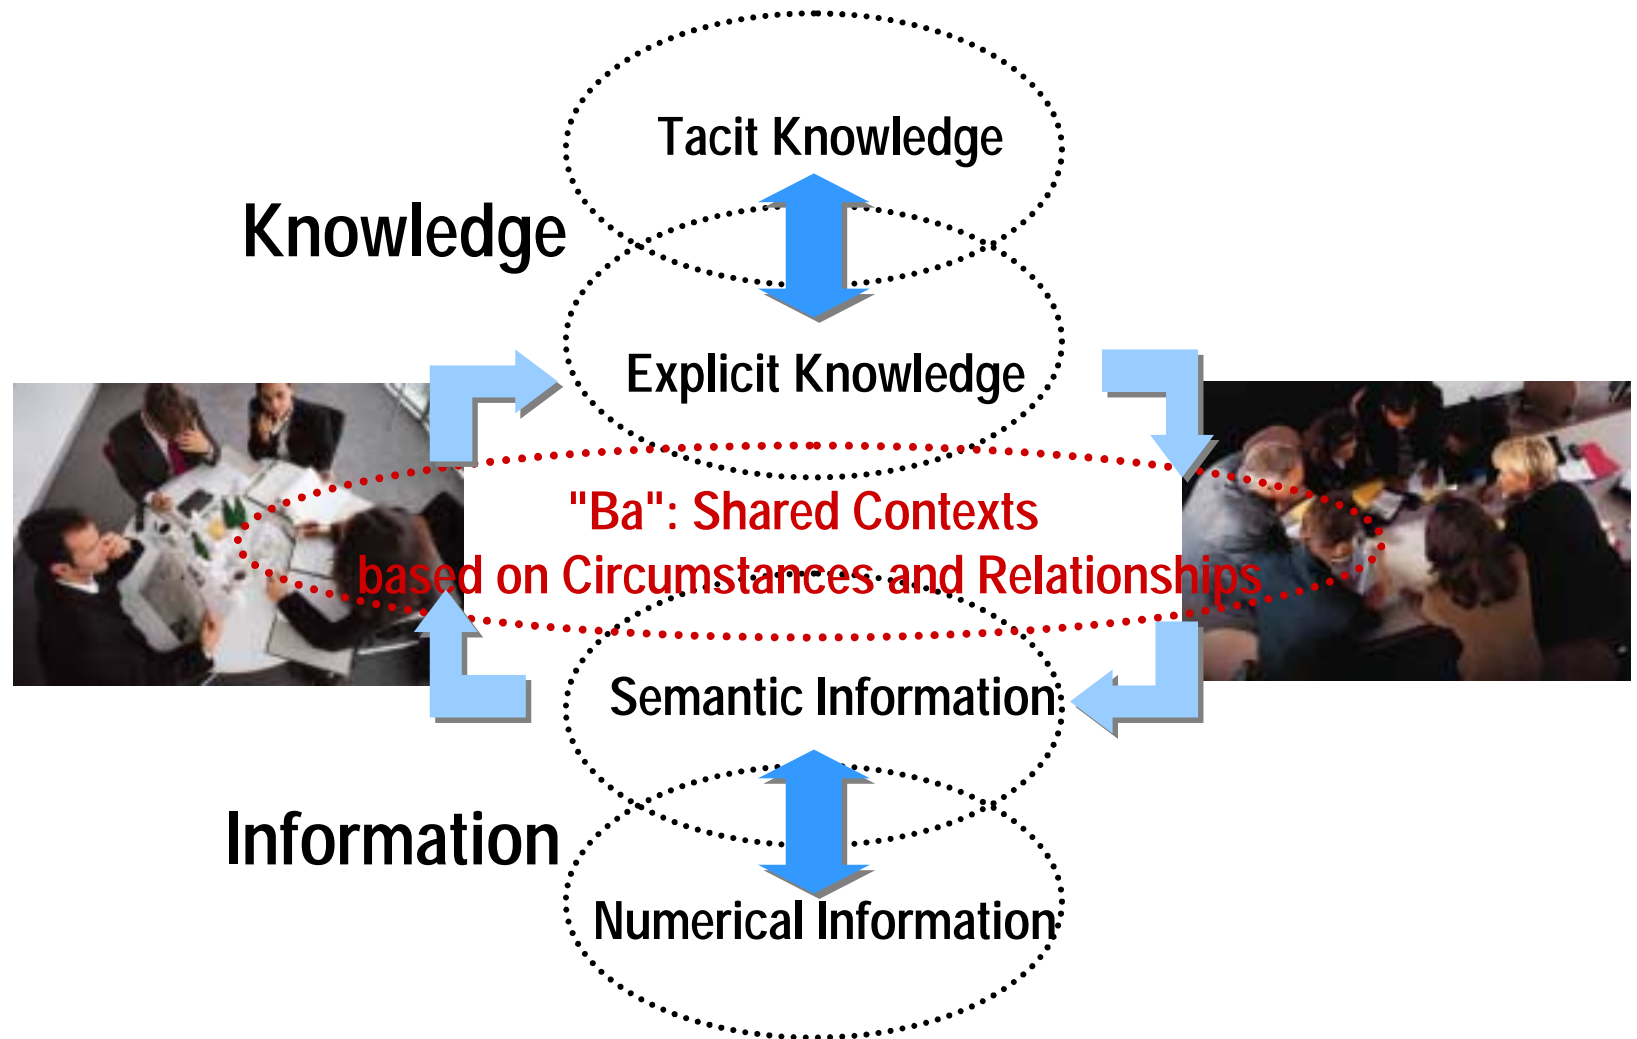 Tacit Knowledge
Knowledge
Explicit Knowledge
"Ba": Shared Contexts
based on Circumstances and Relationships
Semantic Information
Information
Numerical Information